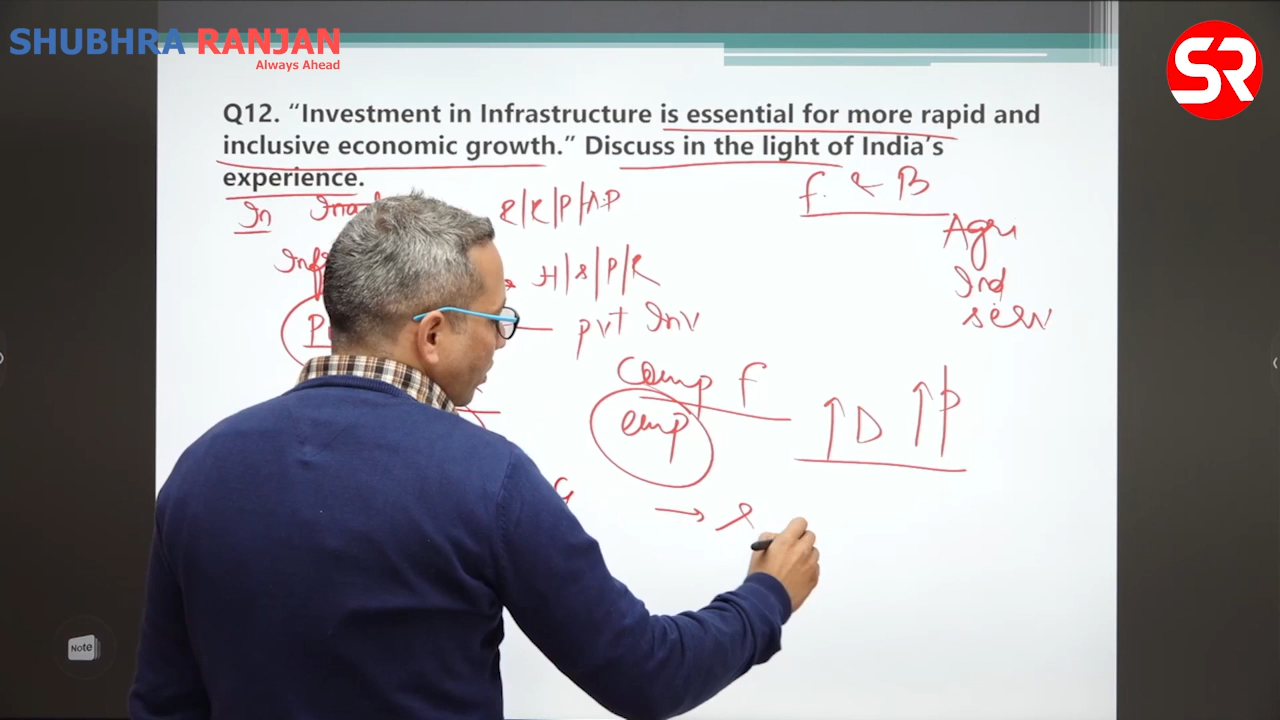 SHUBHRA RANJAN
Always Ahead
SR
Q12. “Investment in Infrastructure is essential for more rapid and
inclusive economic growth.” Discuss in the light of India’s
experience.
In
f. & B
Agri
H|S|P|R
Ind
Serv
pvt Inv
Comp f
emp
↑D ↑P
G
→
Note